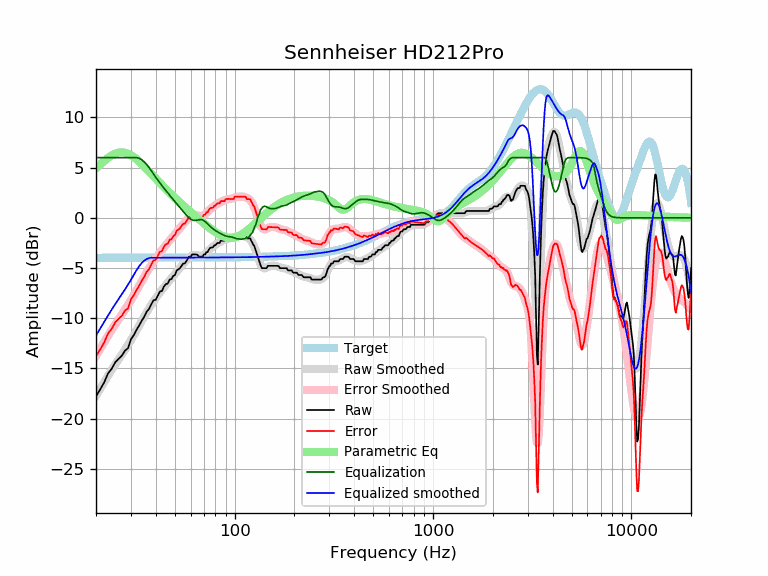 Sennheiser HD212Pro
Amplitude (dBr)
10
5
0
−5
−10
−15
−20
−25
Target
Raw Smoothed
Error Smoothed
Raw
Error
Parametric Eq
Equalization
Equalized smoothed
100 1000 10000
Frequency (Hz)